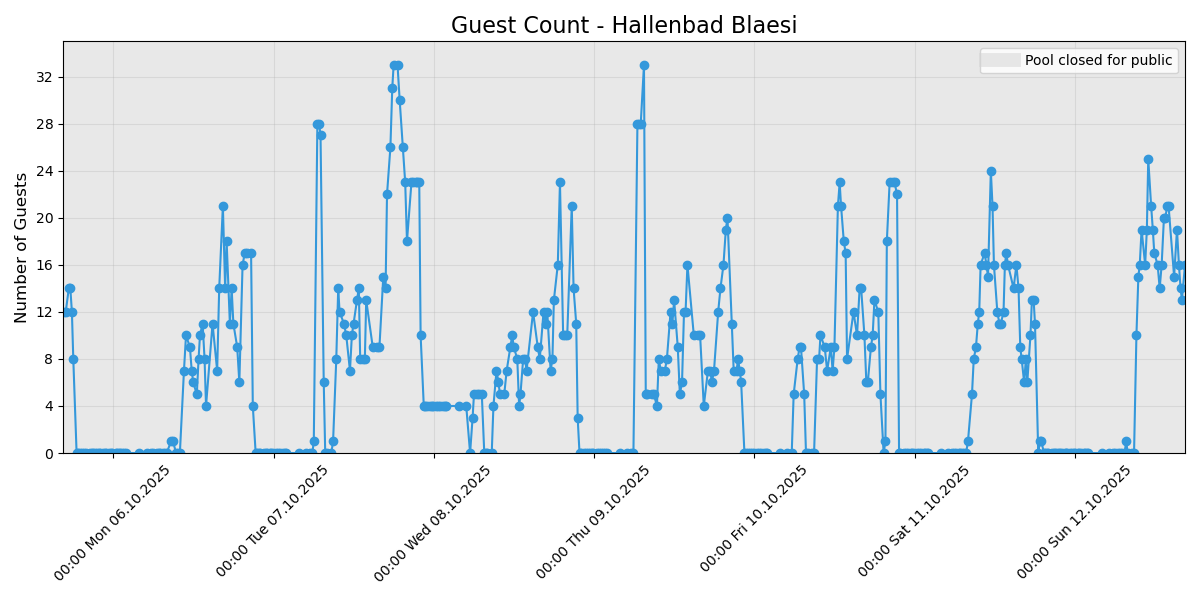 Guest Count - Hallenbad Blaesi
Pool closed for public
Number of Guests
32
28
24
20
16
12
8
4
0
00:00 Mon 06.10.2025
00:00 Tue 07.10.2025
00:00 Wed 08.10.2025
00:00 Thu 09.10.2025
00:00 Fri 10.10.2025
00:00 Sat 11.10.2025
00:00 Sun 12.10.2025